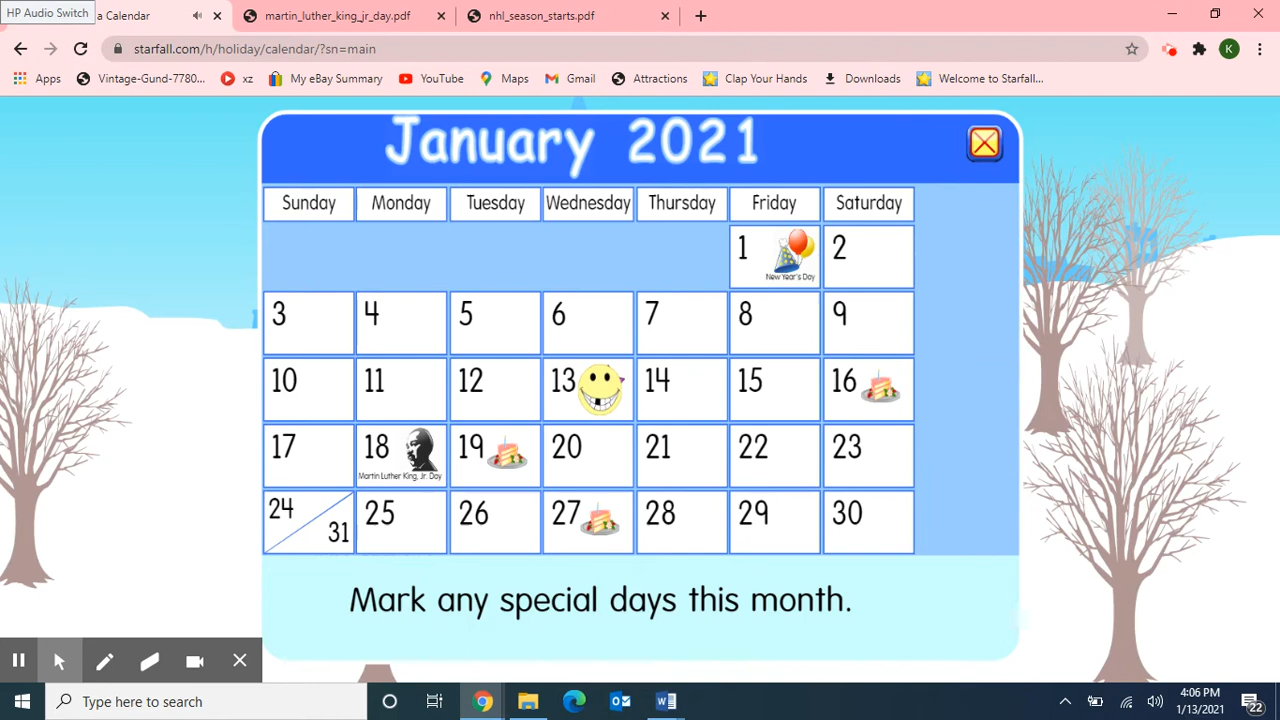 HP Audio Switch
a Calendar
martin_luther_king_jr_day.pdf
nhl_season_starts.pdf
starfall.com/h/holiday/calendar/?sn=main
K
Apps
Vintage-Gund-7780...
xz
My eBay Summary
YouTube
Maps
Gmail
Attractions
Clap Your Hands
Downloads
Welcome to Starfall...
January 2021
Sunday Monday Tuesday Wednesday Thursday Friday Saturday
1 2
New Year's Day
3 4 5 6 7 8 9
10 11 12 13 14 15 16
17 18 19 20 21 22 23
Martin Luther King, Jr. Day
24 31 25 26 27 28 29 30
Mark any special days this month.
Type here to search
4:06 PM
1/13/2021
22